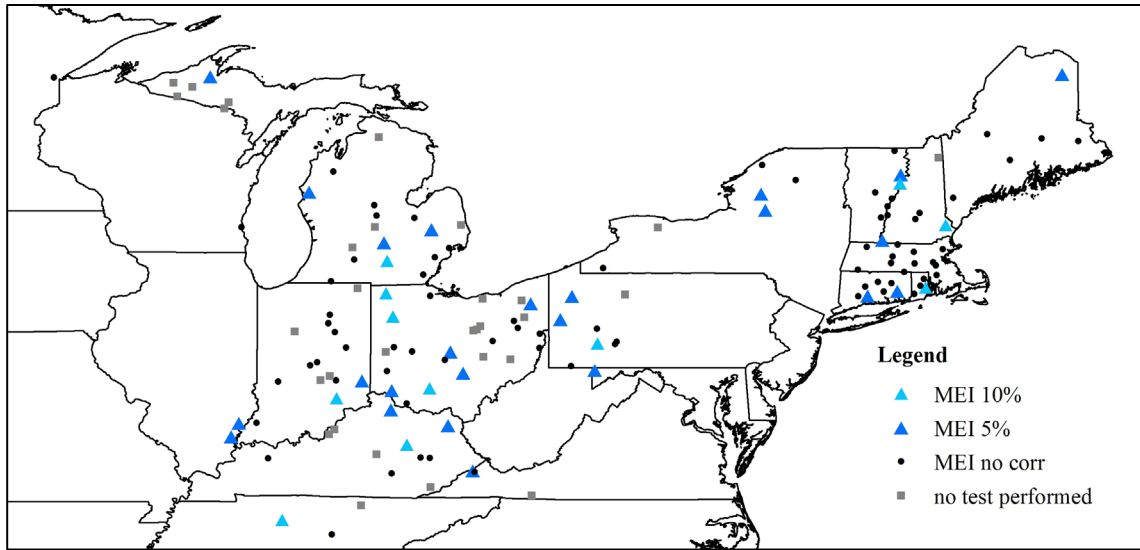 Legend
MEI 10%
MEI 5%
MEI no corr
no test performed